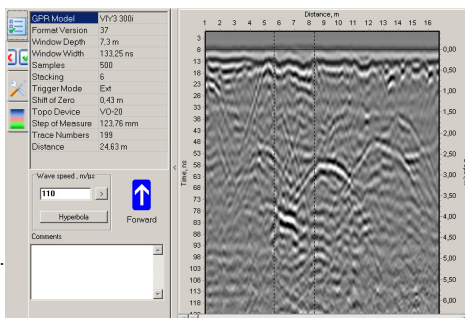 GPR Model VIY3 300i
Format Version 37
Window Depth 7,3 m
Window Width 133,25 ns
Samples 500
Stacking 6
Trigger Mode Ext
Shift of Zero 0,43 m
Topo Device VO-20
Step of Measure 123,76 mm
Trace Numbers 199
Distance 24,63 m
Wave speed , m/μs
110 >
Hyperbola
Forward
Comments
<
Distance, m
1 2 3 4 5 6 7 8 9 10 11 12 13 14 15 16
Time, ns
3
8
13
18
23
28
33
38
43
48
53
58
63
68
73
78
83
88
93
98
103
108
113
118
0,00
0,50
1,00
1,50
2,00
2,50
3,00
3,50
4,00
4,50
5,00
5,50
6,00